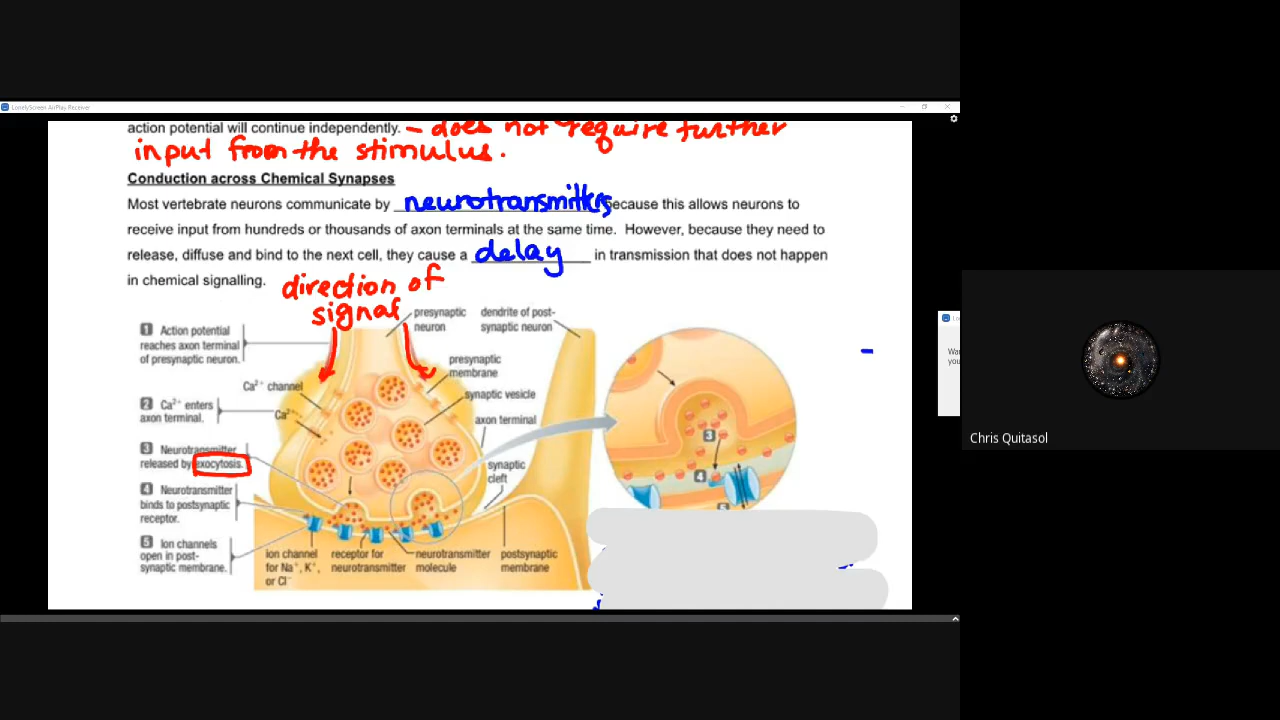 LonelyScreen AirPlay Receiver
action potential will continue independently. - does not require further
input from the stimulus.
Conduction across Chemical Synapses
Most vertebrate neurons communicate by neurotransmitters because this allows neurons to
receive input from hundreds or thousands of axon terminals at the same time. However, because they need to
release, diffuse and bind to the next cell, they cause a delay in transmission that does not happen
in chemical signalling.
direction of
signal
presynaptic
neuron
dendrite of post-
synaptic neuron
1 Action potential
reaches axon terminal
of presynaptic neuron.
presynaptic
membrane
Ca2+ channel
synaptic vesicle
2 Ca2+ enters
axon terminal.
Ca2+
axon terminal
3 Neurotransmitter
released by exocytosis.
synaptic
cleft
4 Neurotransmitter
binds to postsynaptic
receptor.
5 Ion channels
open in post-
synaptic membrane.
ion channel
for Na+, K+,
or Cl-
receptor for
neurotransmitter
neurotransmitter
molecule
postsynaptic
membrane
3
4
Chris Quitasol